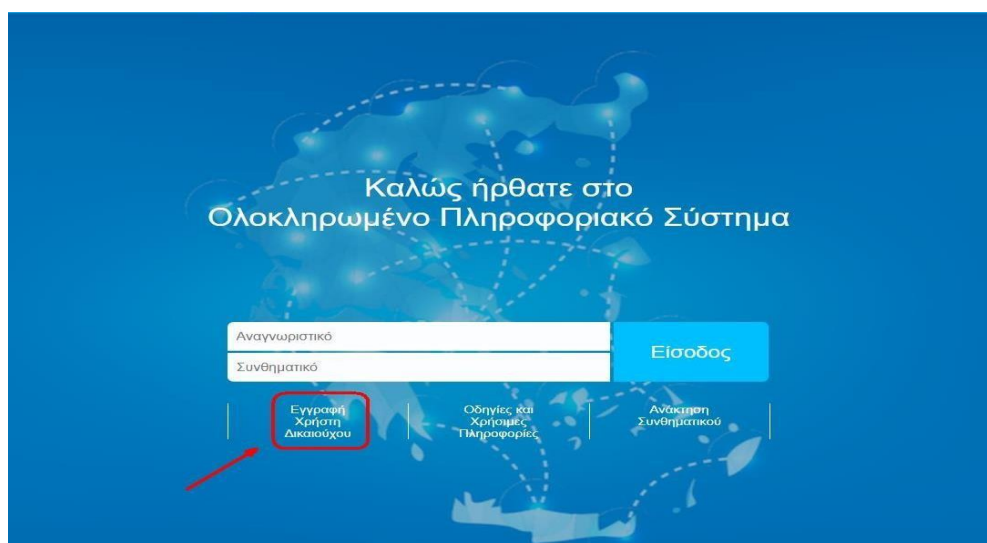 Καλώς ήρθατε στο
Ολοκληρωμένο Πληροφοριακό Σύστημα
Αναγνωριστικό
Συνθηματικό
Είσοδος
Εγγραφή
Χρήστη
Δικαιούχου
Οδηγίες και
Χρήσιμες
Πληροφορίες
Ανάκτηση
Συνθηματικού